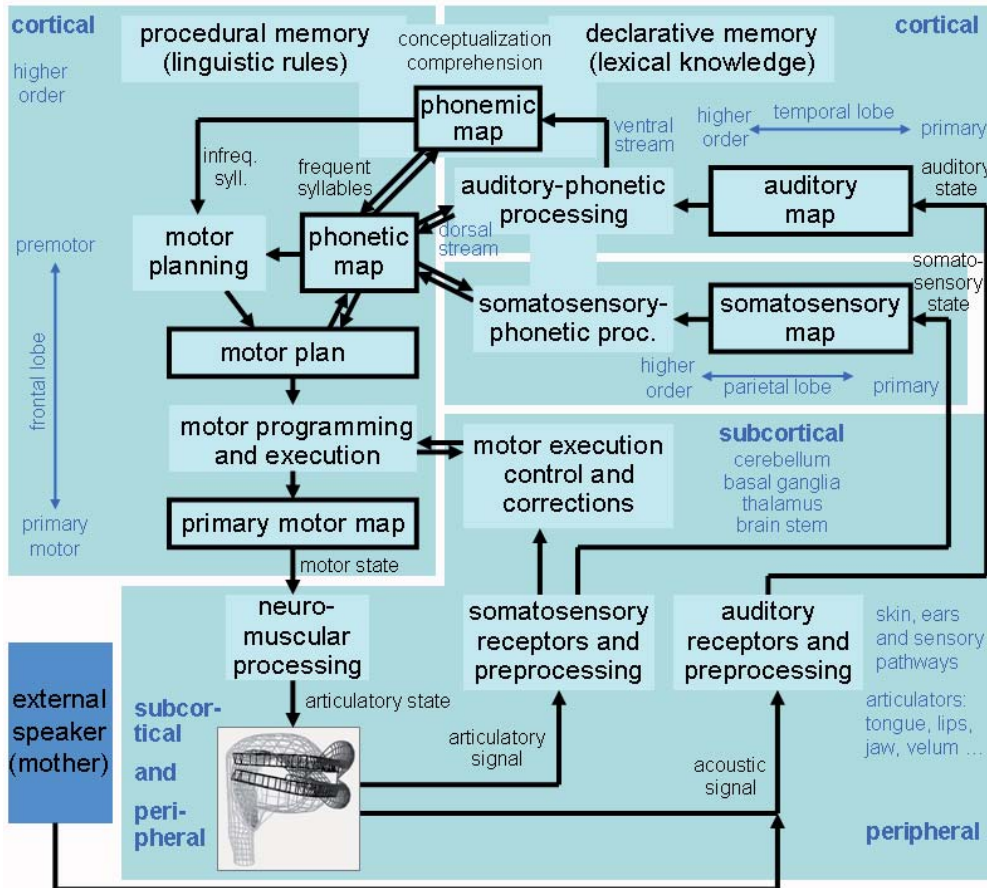 cortical
procedural memory
(linguistic rules)
conceptualization
comprehension
declarative memory
(lexical knowledge)
cortical
higher
order
phonemic
map
ventral
stream
higher
order
temporal lobe
primary
infreq.
syll.
frequent
syllables
auditory-phonetic
processing
auditory
map
auditory
state
premotor
motor
planning
phonetic
map
dorsal
stream
somato-
sensory
state
somatosensory-
phonetic proc.
somatosensory
map
motor plan
higher
order
parietal lobe
primary
frontal lobe
motor programming
and execution
motor execution
control and
corrections
subcortical
cerebellum
basal ganglia
thalamus
brain stem
primary
motor
primary motor map
motor state
neuro-
muscular
processing
somatosensory
receptors and
preprocessing
auditory
receptors and
preprocessing
skin, ears
and sensory
pathways
external
speaker
(mother)
subcor-
tical
and
peri-
pheral
articulatory state
articulatory
signal
acoustic
signal
articulators:
tongue, lips,
jaw, velum ...
peripheral